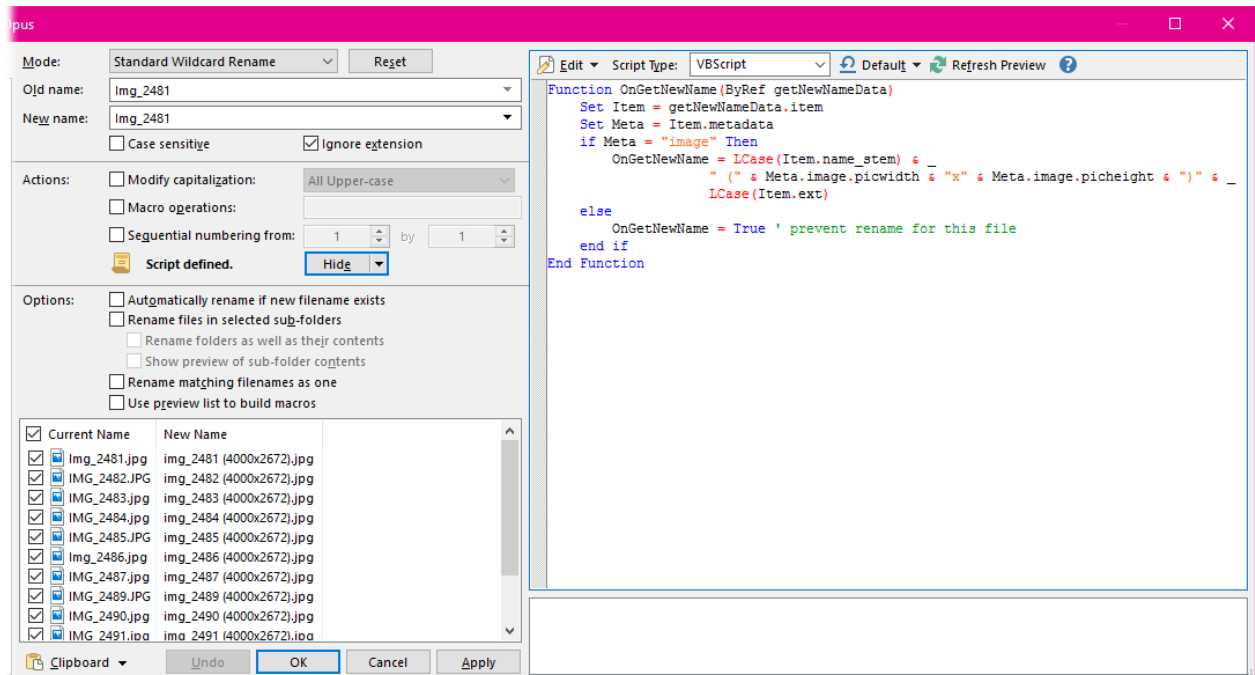 Opus
Mode: Standard Wildcard Rename Reset
Old name: Img_2481
New name: Img_2481
Case sensitive Ignore extension
Actions: Modify capitalization: All Upper-case
Macro operations:
Sequential numbering from: 1 by 1
Script defined. Hide
Options: Automatically rename if new filename exists
Rename files in selected sub-folders
Rename folders as well as their contents
Show preview of sub-folder contents
Rename matching filenames as one
Use preview list to build macros
Current Name New Name
Img_2481.jpg img_2481 (4000x2672).jpg
IMG_2482.JPG img_2482 (4000x2672).jpg
IMG_2483.jpg img_2483 (4000x2672).jpg
IMG_2484.jpg img_2484 (4000x2672).jpg
IMG_2485.JPG img_2485 (4000x2672).jpg
Img_2486.jpg img_2486 (4000x2672).jpg
IMG_2487.jpg img_2487 (4000x2672).jpg
IMG_2489.JPG img_2489 (4000x2672).jpg
IMG_2490.jpg img_2490 (4000x2672).jpg
IMG_2491.jpg img_2491 (4000x2672).jpg
Clipboard Undo OK Cancel Apply
Edit Script Type: VBScript Default Refresh Preview ?
Function OnGetNewName(ByRef getNewNameData)
Set Item = getNewNameData.item
Set Meta = Item.metadata
if Meta = "image" Then
OnGetNewName = LCase(Item.name_stem) & _
" (" & Meta.image.picwidth & "x" & Meta.image.picheight & ")" & _
LCase(Item.ext)
else
OnGetNewName = True ' prevent rename for this file
end if
End Function